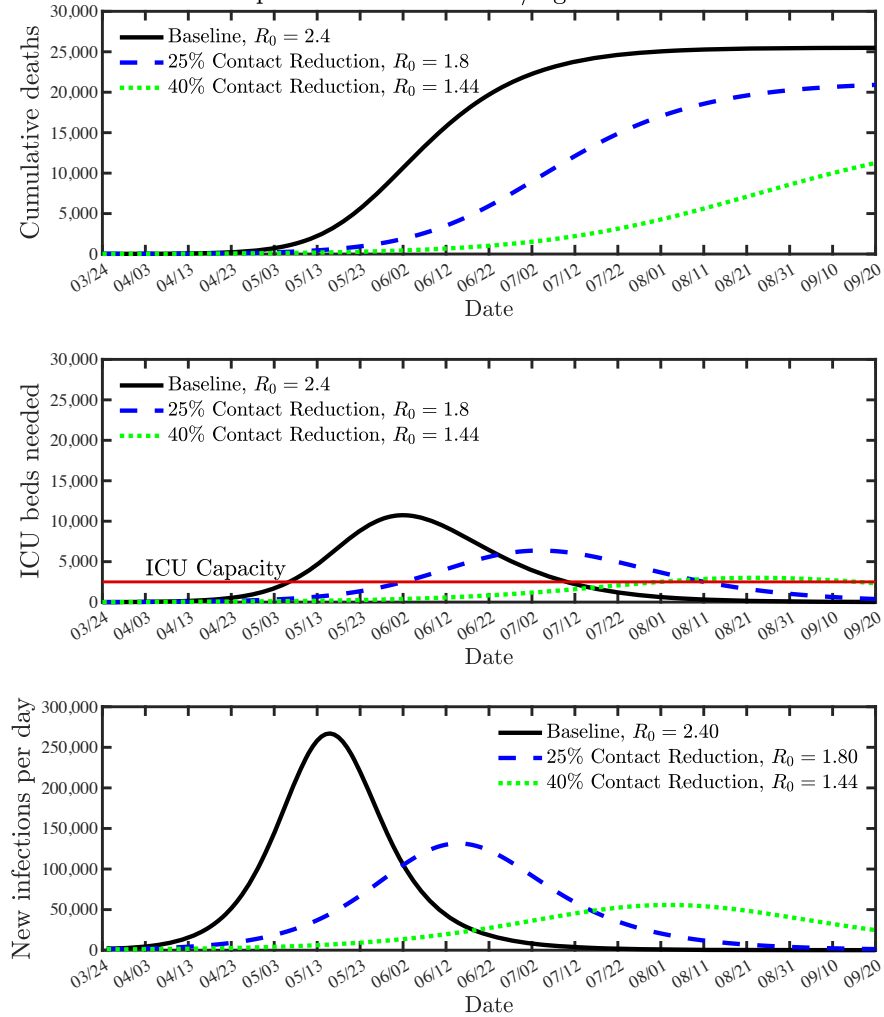 30,000
25,000
20,000
15,000
10,000
5,000
0
Cumulative deaths
Baseline, R₀ = 2.4
25% Contact Reduction, R₀ = 1.8
40% Contact Reduction, R₀ = 1.44
03/24 04/03 04/13 04/23 05/03 05/13 05/23 06/02 06/12 06/22 07/02 07/12 07/22 08/01 08/11 08/21 08/31 09/10 09/20
Date
30,000
25,000
20,000
15,000
10,000
5,000
0
ICU beds needed
Baseline, R₀ = 2.4
25% Contact Reduction, R₀ = 1.8
40% Contact Reduction, R₀ = 1.44
ICU Capacity
03/24 04/03 04/13 04/23 05/03 05/13 05/23 06/02 06/12 06/22 07/02 07/12 07/22 08/01 08/11 08/21 08/31 09/10 09/20
Date
300,000
250,000
200,000
150,000
100,000
50,000
0
New infections per day
Baseline, R₀ = 2.40
25% Contact Reduction, R₀ = 1.80
40% Contact Reduction, R₀ = 1.44
03/24 04/03 04/13 04/23 05/03 05/13 05/23 06/02 06/12 06/22 07/02 07/12 07/22 08/01 08/11 08/21 08/31 09/10 09/20
Date